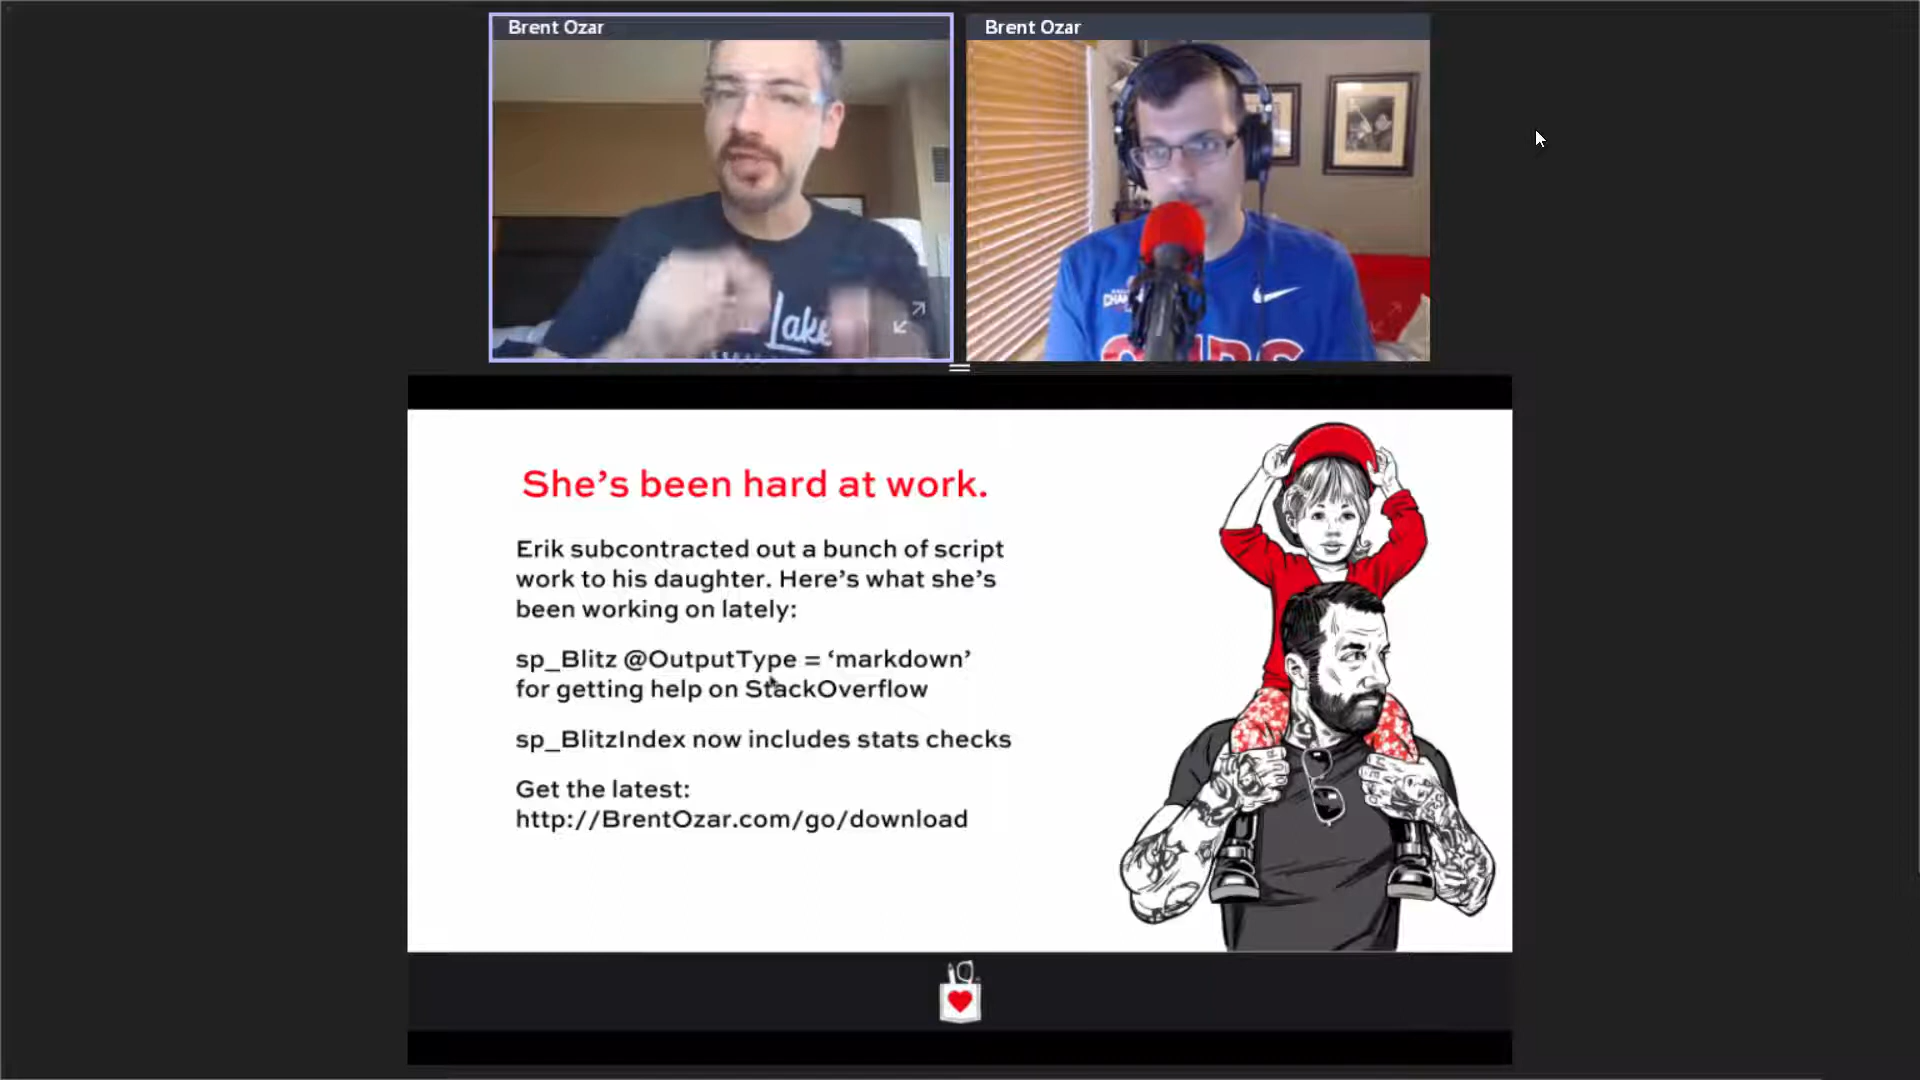 Brent Ozar
Brent Ozar
Lake
She’s been hard at work.
Erik subcontracted out a bunch of script
work to his daughter. Here’s what she’s
been working on lately:
sp_Blitz @OutputType = ‘markdown’
for getting help on StackOverflow
sp_BlitzIndex now includes stats checks
Get the latest:
http://BrentOzar.com/go/download